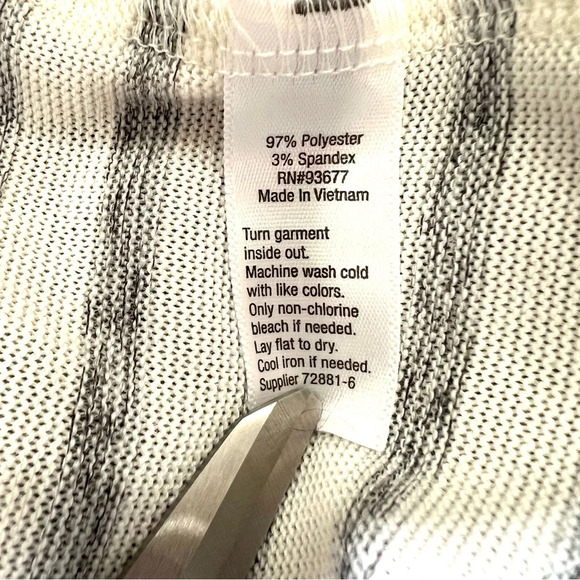 97% Polyester
3% Spandex
RN#93677
Made In Vietnam
Turn garment
inside out.
Machine wash cold
with like colors.
Only non-chlorine
bleach if needed.
Lay flat to dry.
Cool iron if needed.
Supplier 72881-6